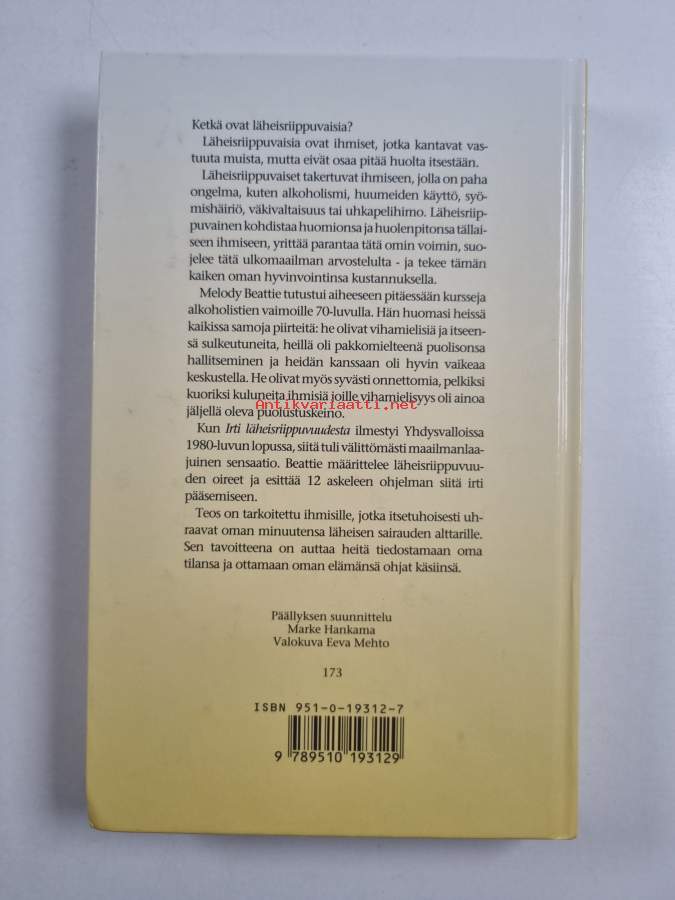 Ketkä ovat läheisriippuvaisia?
Läheisriippuvaisia ovat ihmiset, jotka kantavat vas-
tuuta muista, mutta eivät osaa pitää huolta itsestään.
Läheisriippuvaiset takertuvat ihmiseen, jolla on paha
ongelma, kuten alkoholismi, huumeiden käyttö, syö-
mishäiriö, väkivaltaisuus tai uhkapelihimo. Läheisriip-
puvainen kohdistaa huomionsa ja huolenpitonsa tällai-
seen ihmiseen, yrittää parantaa tätä omin voimin, suo-
jelee tätä ulkomaailman arvostelulta - ja tekee tämän
kaiken oman hyvinvointinsa kustannuksella.
Melody Beattie tutustui aiheeseen pitäessään kursseja
alkoholistien vaimoille 70-luvulla. Hän huomasi heissä
kaikissa samoja piirteitä: he olivat vihamielisiä ja itseen-
sä sulkeutuneita, heillä oli pakkomielteenä puolisonsa
hallitseminen ja heidän kanssaan oli hyvin vaikeaa
keskustella. He olivat myös syvästi onnettomia, pelkiksi
kuoriksi kuluneita ihmisiä joille vihamielisyys oli ainoa
Antikvariaatti.net
jäljellä oleva puolustuskeino.
Kun Irti läheisriippuvuudesta ilmestyi Yhdysvalloissa
1980-luvun lopussa, siitä tuli välittömästi maailmanlaa-
juinen sensaatio. Beattie määrittelee läheisriippuvuu-
den oireet ja esittää 12 askeleen ohjelman siitä irti
pääsemiseen.
Teos on tarkoitettu ihmisille, jotka itsetuhoisesti uh-
raavat oman minuutensa läheisen sairauden alttarille.
Sen tavoitteena on auttaa heitä tiedostamaan oma
tilansa ja ottamaan oman elämänsä ohjat käsiinsä.
Päällyksen suunnittelu
Marke Hankama
Valokuva Eeva Mehto
173
ISBN 951-0-19312-7
9 789510 193129